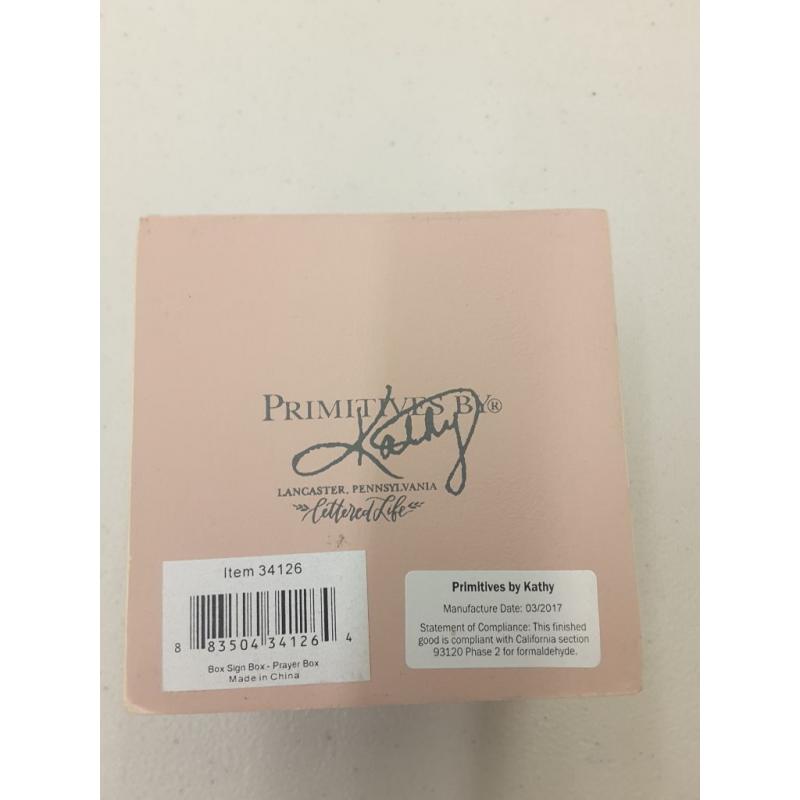 PRIMITIVES BY®
Kathy
LANCASTER, PENNSYLVANIA
lettered Life
Item 34126
8 83504 34126 4
Box Sign Box - Prayer Box
Made in China
Primitives by Kathy
Manufacture Date: 03/2017
Statement of Compliance: This finished
good is compliant with California section
93120 Phase 2 for formaldehyde.